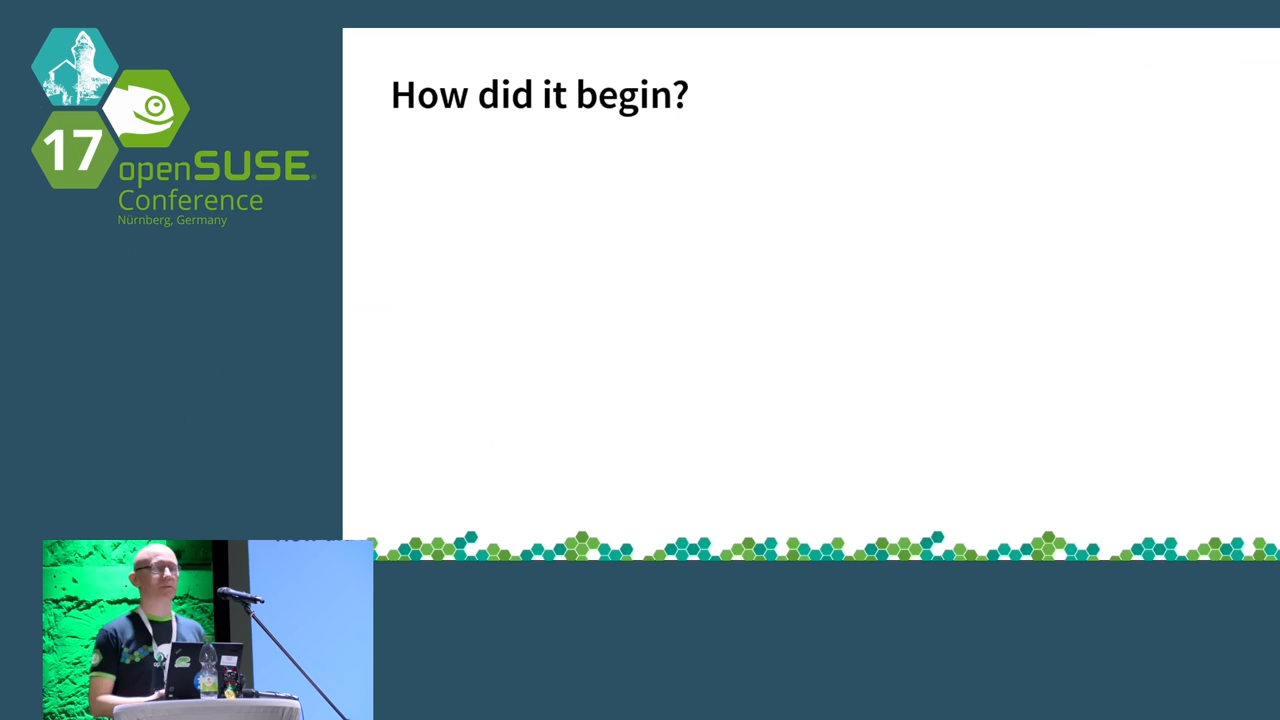 17
openSUSE
Conference
Nürnberg, Germany
How did it begin?